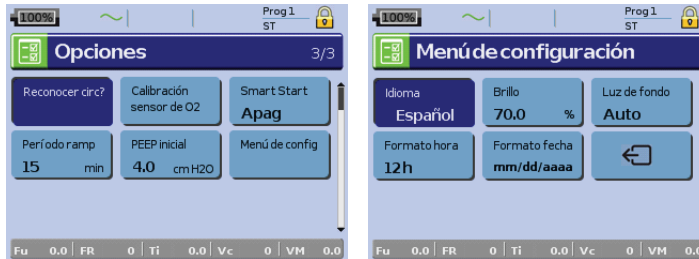 100%
Prog 1
ST
Opciones
3/3
Reconocer circ?
Calibración
sensor de O2
Smart Start
Apag
Período ramp
15 min
PEEP inicial
4.0 cmH2O
Menú de config
Fu 0.0 FR 0 Ti 0.0 Vc 0 VM 0.0
100%
Prog 1
ST
Menú de configuración
Idioma
Español
Brillo
70.0 %
Luz de fondo
Auto
Formato hora
12h
Formato fecha
mm/dd/aaaa
Fu 0.0 FR 0 Ti 0.0 Vc 0 VM 0.0